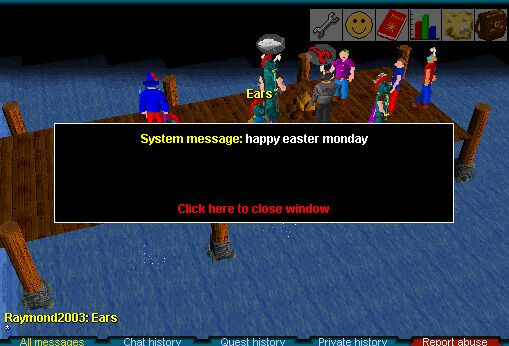 Ears
System message: happy easter monday
Click here to close window
Raymond2003: Ears
*
All messages
Chat history
Quest history
Private history
Report abuse